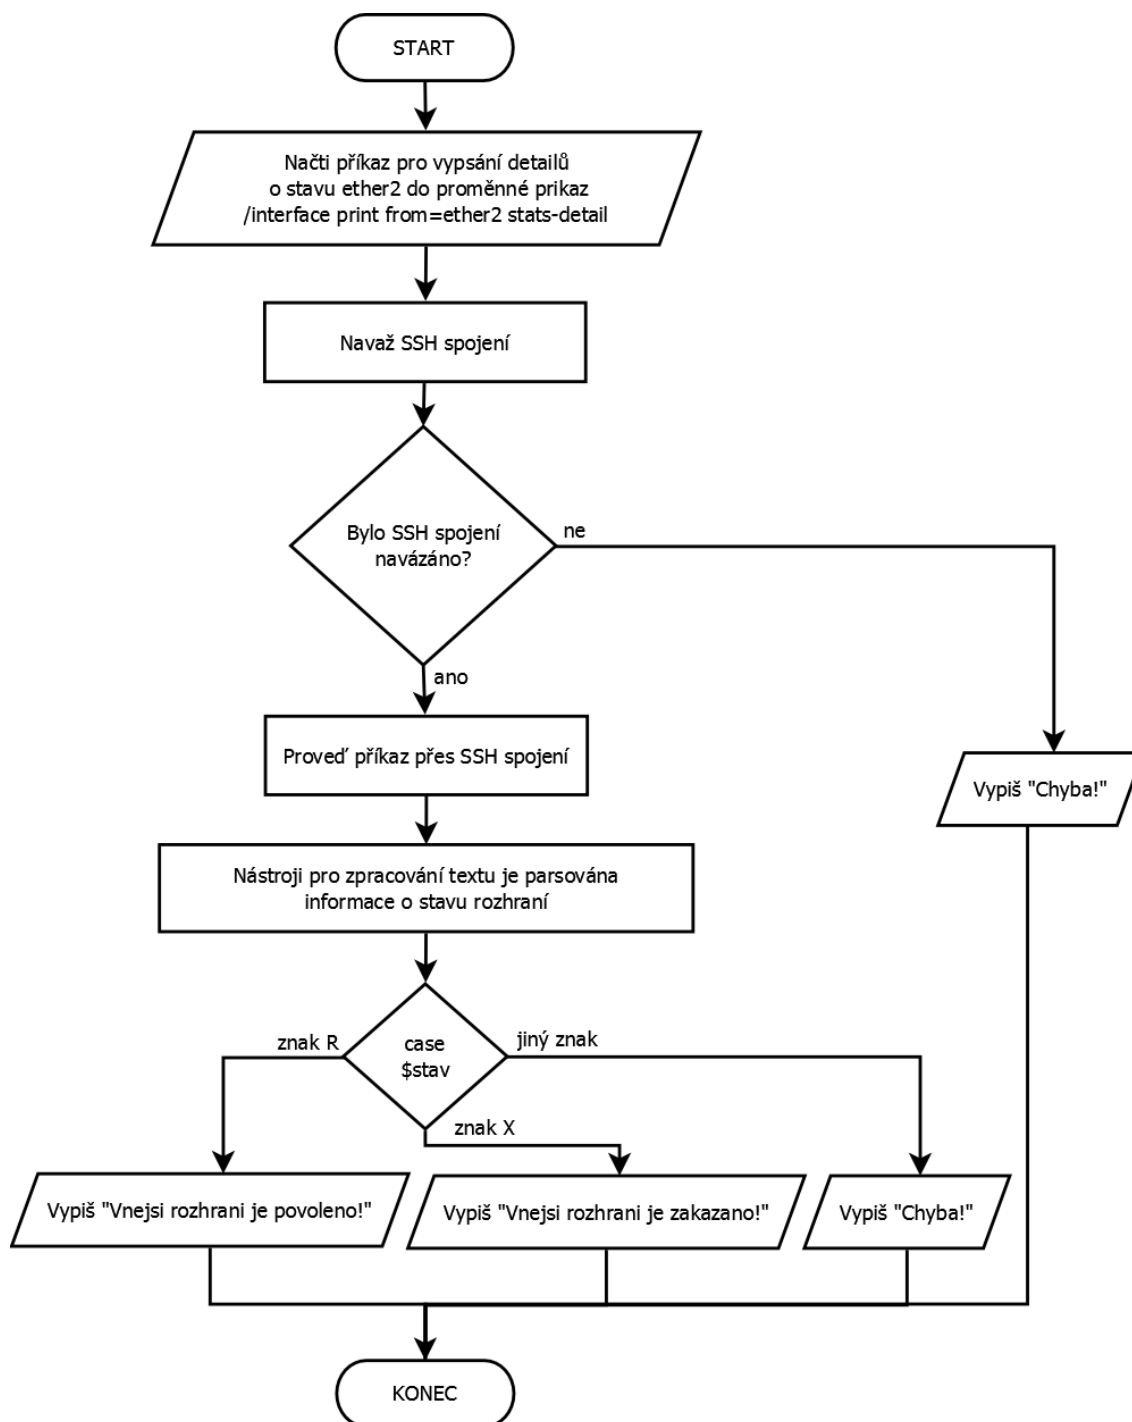 START
Načti příkaz pro vypsání detailů
o stavu ether2 do proměnné prikaz
/interface print from=ether2 stats-detail
Navaž SSH spojení
Bylo SSH spojení
navázáno?
ne
ano
Proveď příkaz přes SSH spojení
Vypiš "Chyba!"
Nástroji pro zpracování textu je parsována
informace o stavu rozhraní
case
$stav
znak R
jiný znak
znak X
Vypiš "Vnejsi rozhrani je povoleno!"
Vypiš "Vnejsi rozhrani je zakazano!"
Vypiš "Chyba!"
KONEC